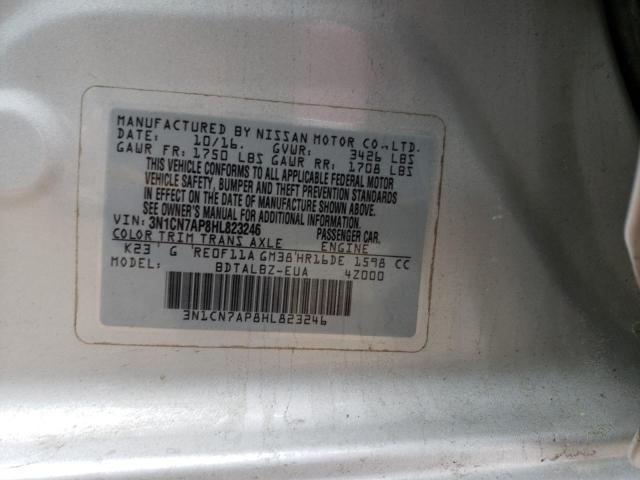 MANUFACTURED BY NISSAN MOTOR CO., LTD.
DATE: 10/16. GVWR: 3426 LBS
GAWR FR: 1750 LBS GAWR RR: 1708 LBS
THIS VEHICLE CONFORMS TO ALL APPLICABLE FEDERAL MOTOR
VEHICLE SAFETY, BUMPER AND THEFT PREVENTION STANDARDS
IN EFFECT ON THE DATE OF MANUFACTURE SHOWN ABOVE.
SEE OWNER'S MANUAL FOR ADDITIONAL INFORMATION.
VIN: 3N1CN7AP8HL823246 PASSENGER CAR.
COLOR TRIM TRANS AXLE ENGINE
K23 G RE0F11A GM38 HR16DE 1598 CC
MODEL: BDTALBZ-EUA 4Z000
3N1CN7AP8HL823246